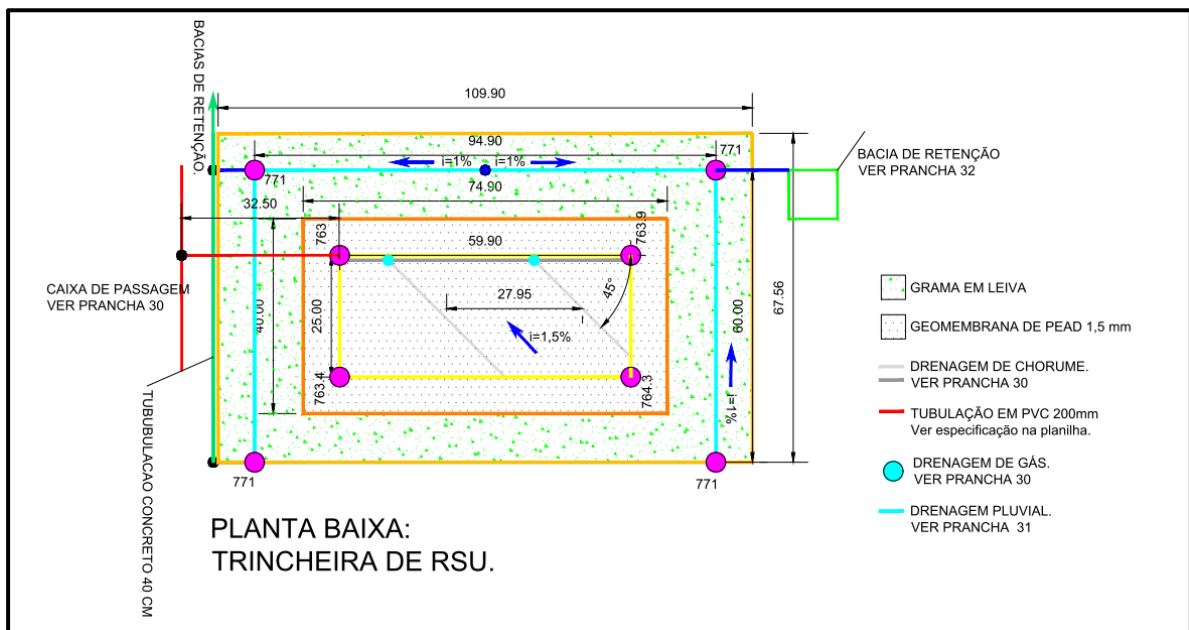 BACIAS DE RETENÇÃO.
109.90
94.90
771
i=1%
i=1%
771
74.90
32.50
763
763.9
59.90
BACIA DE RETENÇÃO
VER PRANCHA 32
CAIXA DE PASSAGEM
VER PRANCHA 30
40.00
25.00
27.95
45°
i=1,5%
60.00
67.56
i=1%
763.4
764.3
771
771
TUBUBULACAO CONCRETO 40 CM
GRAMA EM LEIVA
GEOMEMBRANA DE PEAD 1,5 mm
DRENAGEM DE CHORUME.
VER PRANCHA 30
TUBULAÇÃO EM PVC 200mm
Ver especificação na planilha.
DRENAGEM DE GÁS.
VER PRANCHA 30
DRENAGEM PLUVIAL.
VER PRANCHA 31
PLANTA BAIXA:
TRINCHEIRA DE RSU.